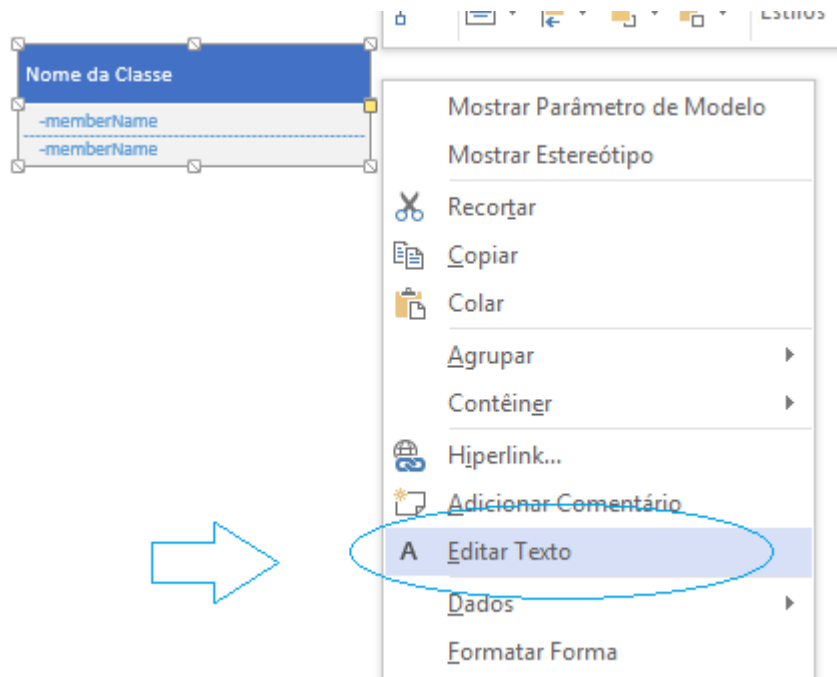 Estilos
Nome da Classe
-memberName
-memberName
Mostrar Parâmetro de Modelo
Mostrar Estereótipo
Recortar
Copiar
Colar
Agrupar
Contêiner
Hiperlink...
Adicionar Comentário
A Editar Texto
Dados
Formatar Forma